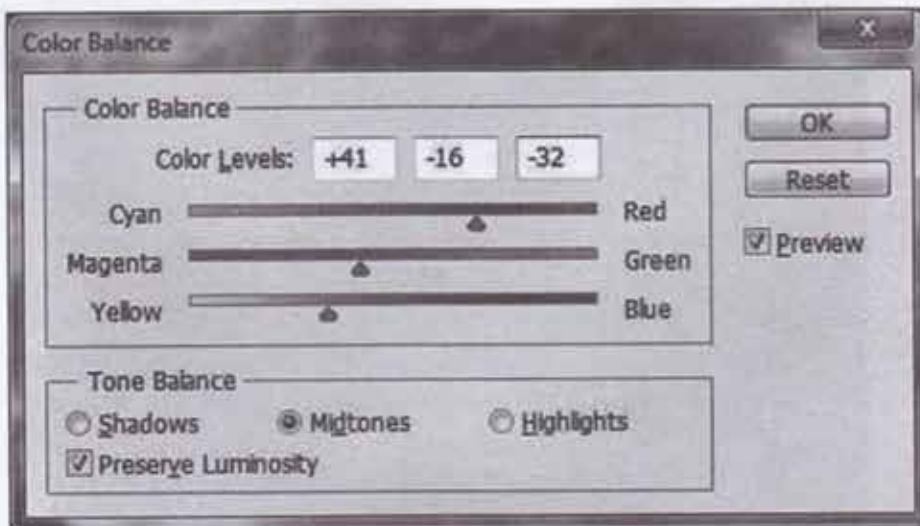 Color Balance
x
Color Balance
Color Levels: +41 -16 -32
Cyan Red
Magenta Green
Yellow Blue
OK
Reset
Preview
Tone Balance
Shadows Midtones Highlights
Preserve Luminosity